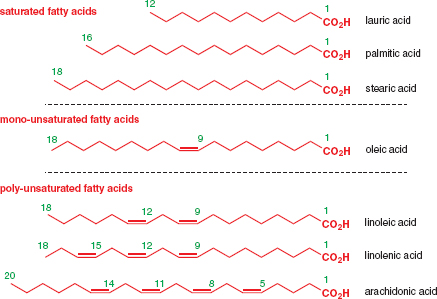 saturated fatty acids
12 1
CO2H lauric acid
16 1
CO2H palmitic acid
18 1
CO2H stearic acid
mono-unsaturated fatty acids
18 9 1
CO2H oleic acid
poly-unsaturated fatty acids
18 12 9 1
CO2H linoleic acid
18 15 12 9 1
CO2H linolenic acid
20 14 11 8 5 1
CO2H arachidonic acid